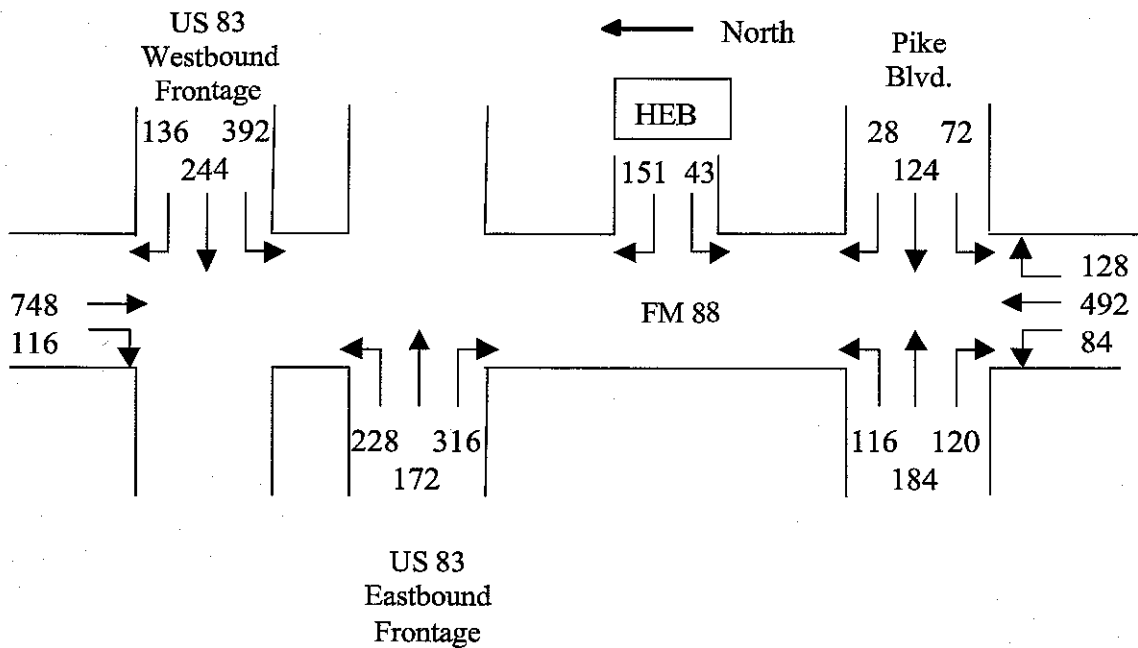 US 83
Westbound
Frontage
North
Pike
Blvd.
HEB
136 392
244
151 43
28 72
124
748
116
FM 88
128
492
84
228 316
172
116 120
184
US 83
Eastbound
Frontage